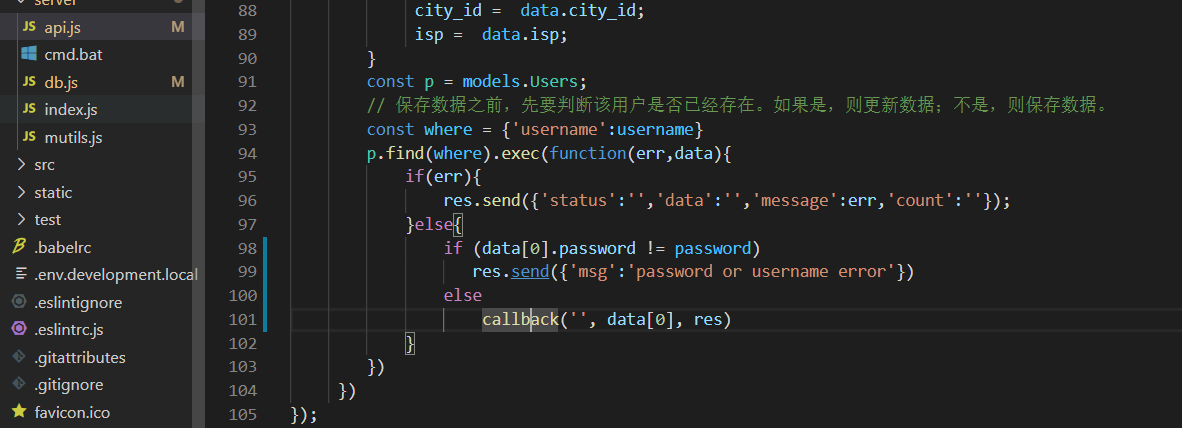 server
JS api.js M
cmd.bat
JS db.js M
JS index.js
JS mutils.js
src
static
test
.babelrc
.env.development.local
.eslintignore
.eslintrc.js
.gitattributes
.gitignore
favicon.ico
88 city_id = data.city_id;
89 isp = data.isp;
90 }
91 const p = models.Users;
92 // 保存数据之前，先要判断该用户是否已经存在。如果是，则更新数据；不是，则保存数据。
93 const where = {'username':username}
94 p.find(where).exec(function(err,data){
95 if(err){
96 res.send({'status':'','data':'','message':err,'count':''});
97 }else{
98 if (data[0].password != password)
99 res.send({'msg':'password or username error'})
100 else
101 callback('', data[0], res)
102 }
103 })
104 })
105 });